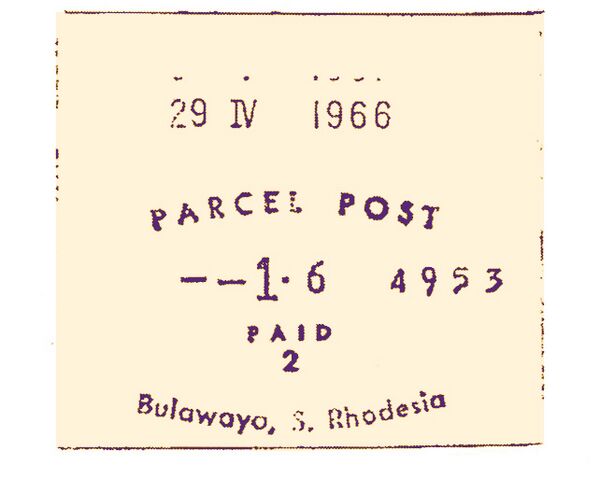 29 IV 1966
PARCEL POST
--1·6 4953
PAID
2
Bulawayo, S. Rhodesia